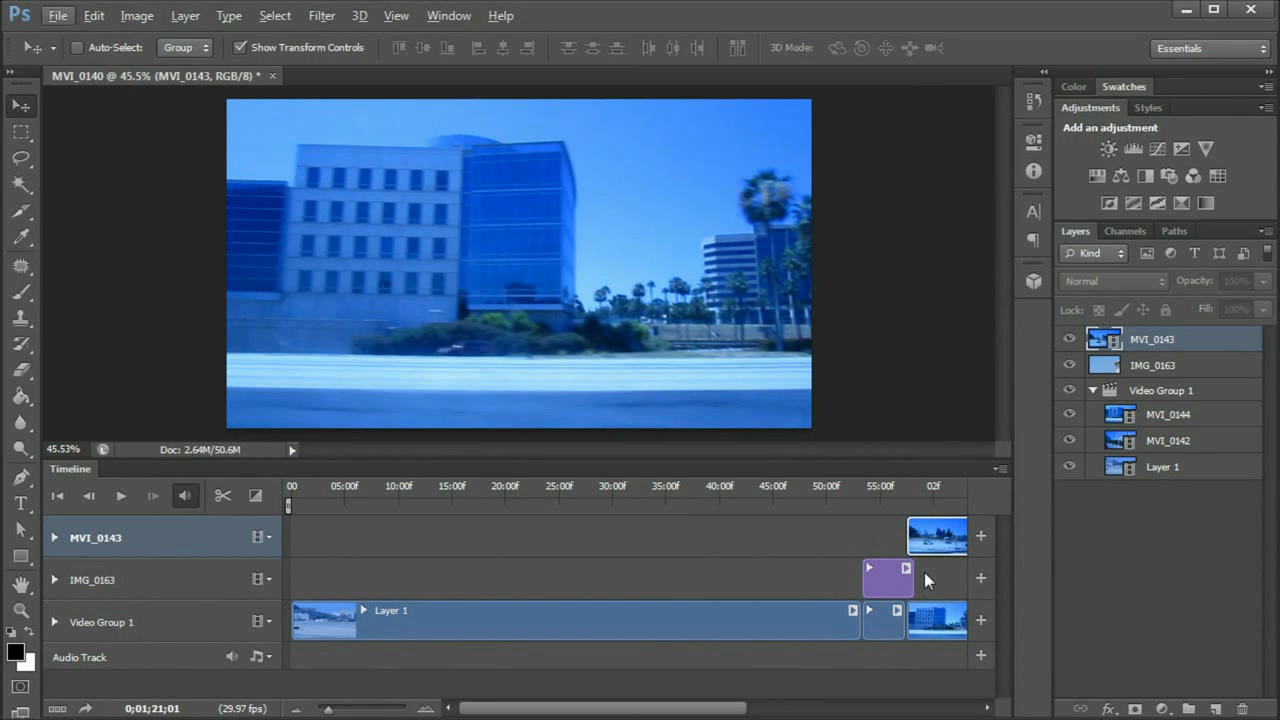 Ps File Edit Image Layer Type Select Filter 3D View Window Help
Auto-Select: Group Show Transform Controls 3D Mode: Essentials
MVI_0140 @ 45.5% (MVI_0143, RGB/8) *
Color Swatches
Adjustments Styles
Add an adjustment
Layers Channels Paths
Kind
Normal Opacity: 100%
Lock: Fill: 100%
MVI_0143
IMG_0163
Video Group 1
MVI_0144
MVI_0142
Layer 1
45.53% Doc: 2.64M/50.6M
Timeline
00 05:00f 10:00f 15:00f 20:00f 25:00f 30:00f 35:00f 40:00f 45:00f 50:00f 55:00f 02f
MVI_0143
IMG_0163
Video Group 1 Layer 1
Audio Track
0;01;21;01 (29.97 fps)